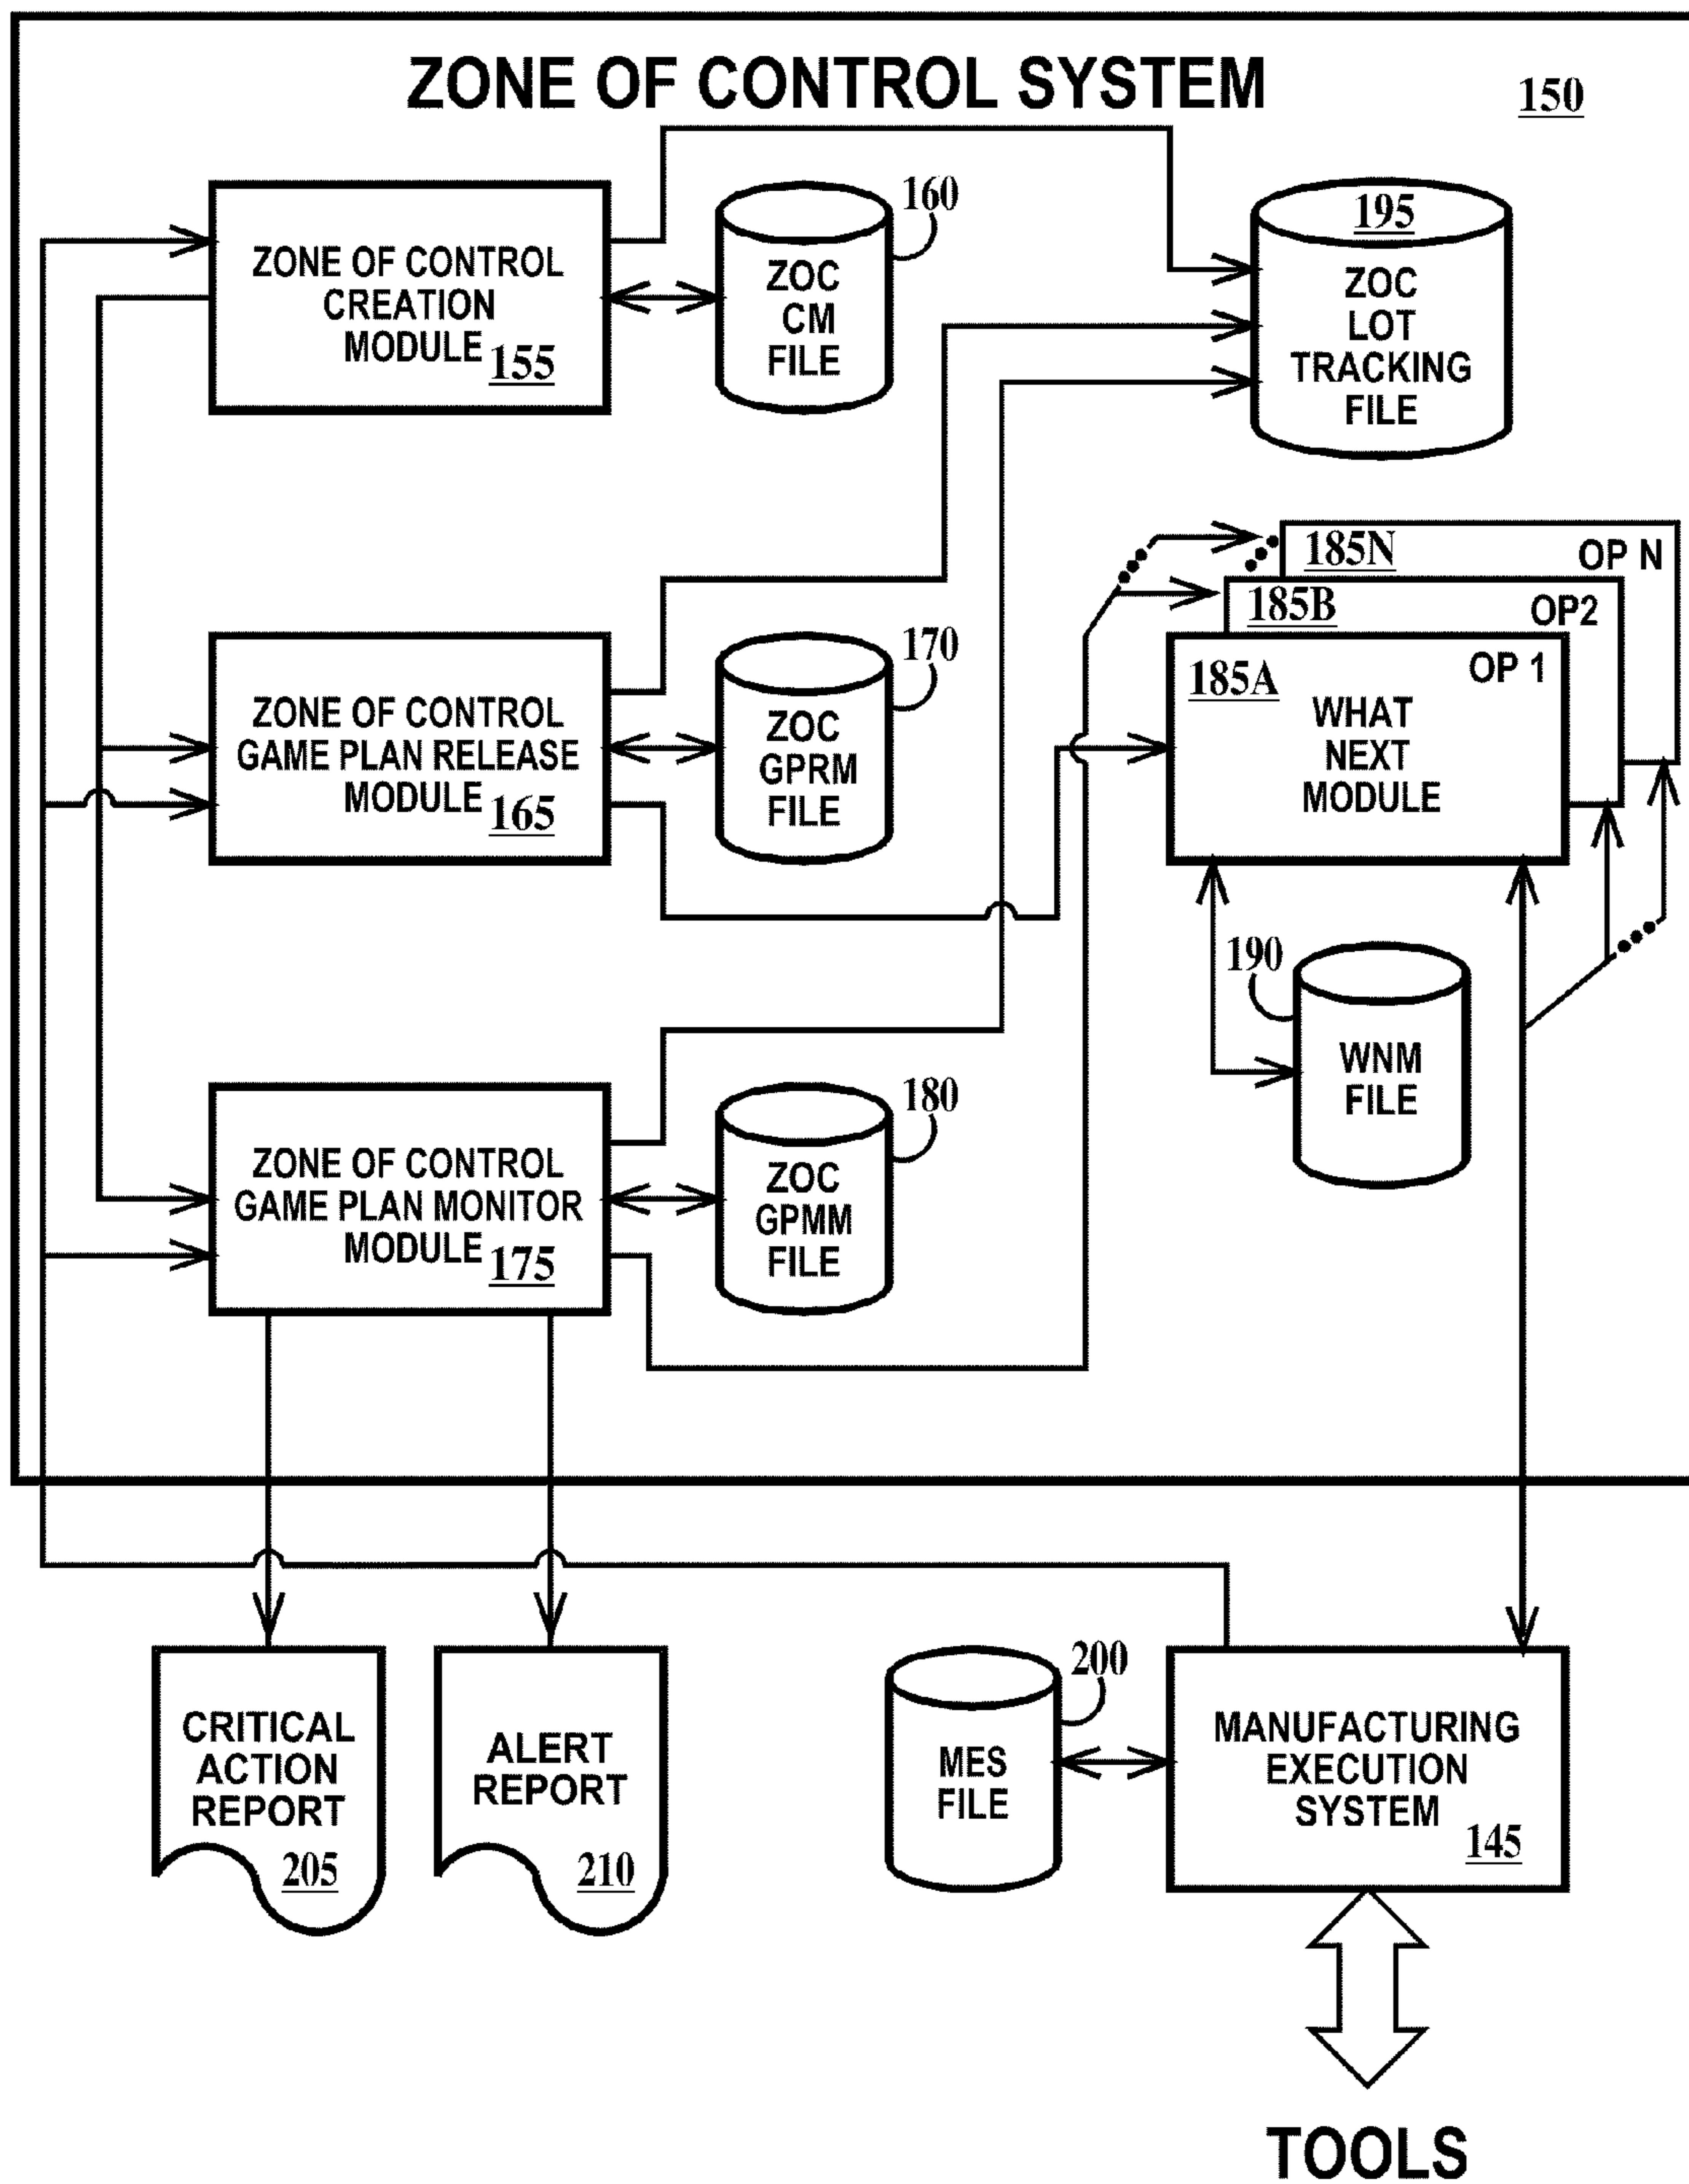 ZONE OF CONTROL SYSTEM
150
ZONE OF CONTROL
CREATION
MODULE 155
160
ZOC
CM
FILE
195
ZOC
LOT
TRACKING
FILE
185N
OP N
185B
OP2
185A
OP 1
WHAT
NEXT
MODULE
ZONE OF CONTROL
GAME PLAN RELEASE
MODULE 165
170
ZOC
GPRM
FILE
190
WNM
FILE
ZONE OF CONTROL
GAME PLAN MONITOR
MODULE 175
180
ZOC
GPMM
FILE
CRITICAL
ACTION
REPORT
205
ALERT
REPORT
210
200
MES
FILE
MANUFACTURING
EXECUTION
SYSTEM
145
TOOLS